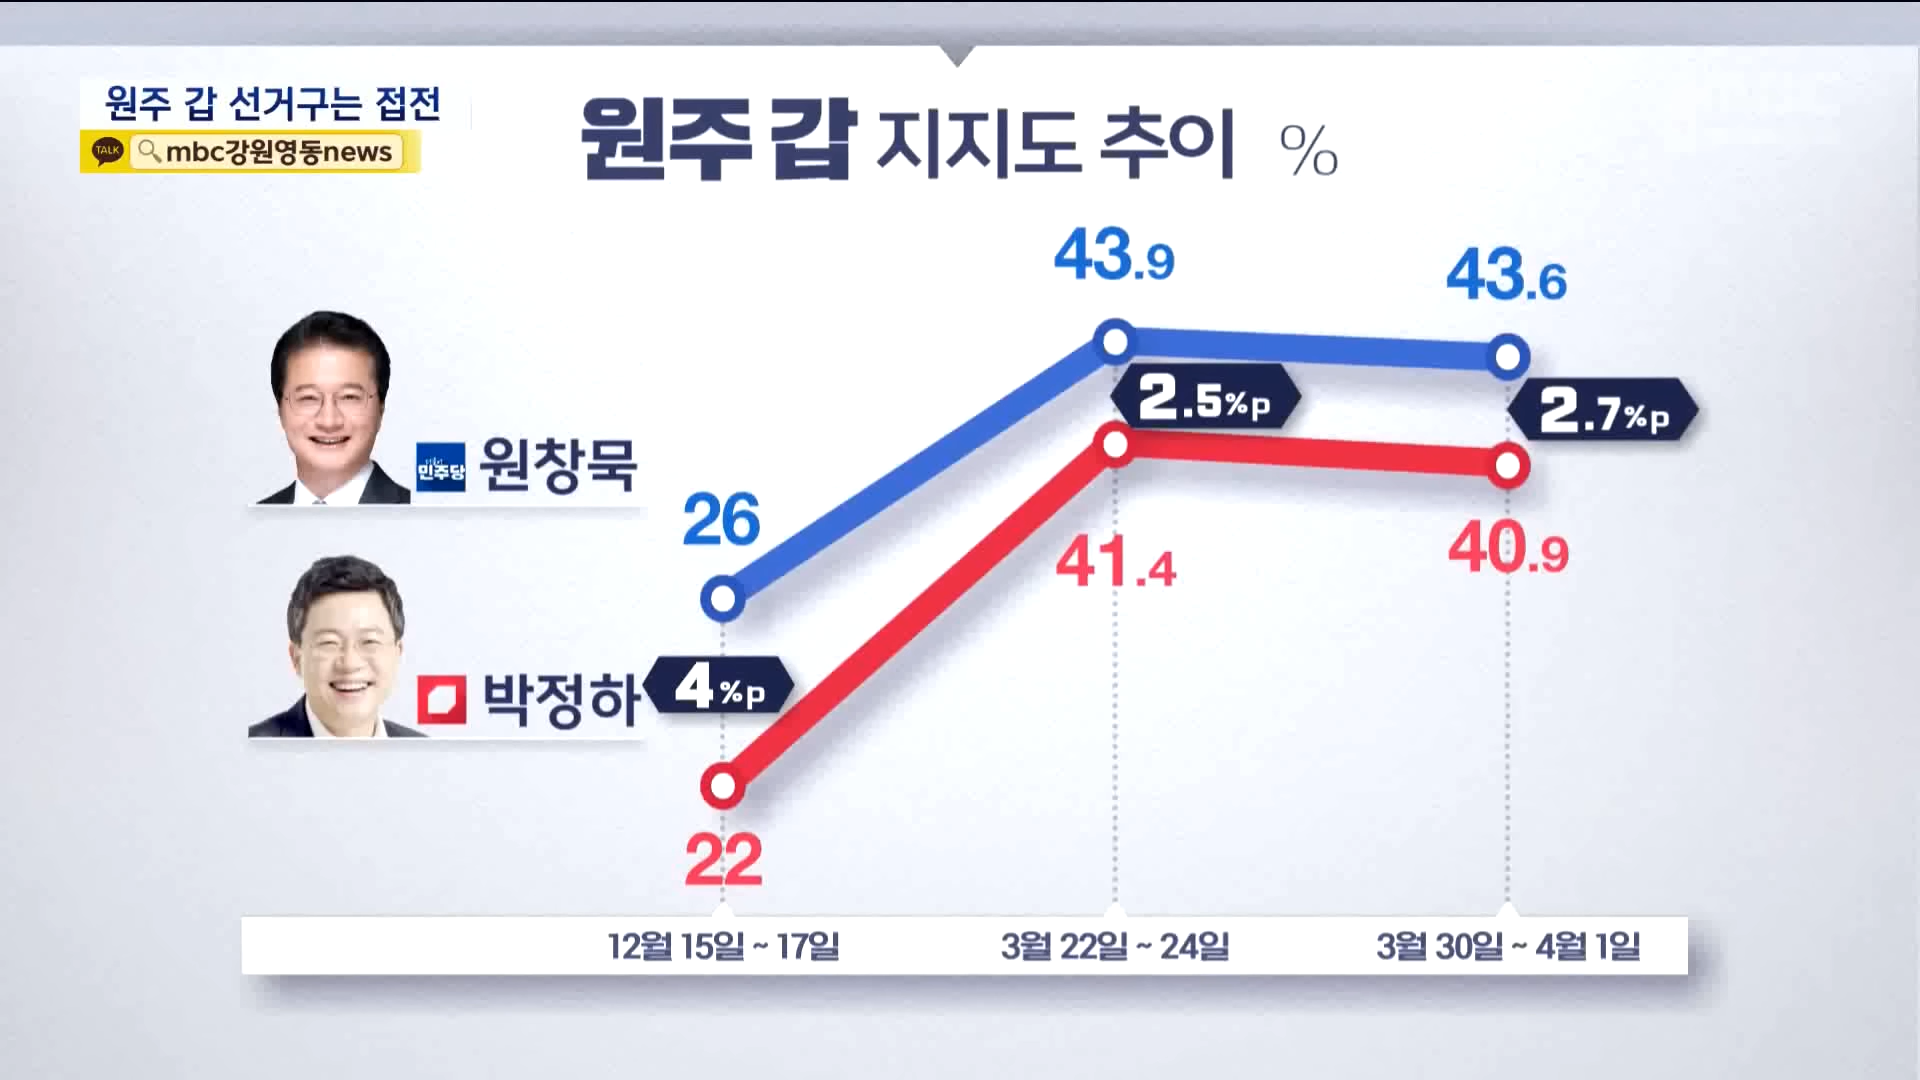 원주 갑 선거구는 접전
TALK mbc강원영동news
원주 갑 지지도 추이 %
43.9
43.6
2.5%p
2.7%p
민주당 원창묵
26
41.4
40.9
박정하
4%p
22
12월 15일 ~ 17일
3월 22일 ~ 24일
3월 30일 ~ 4월 1일